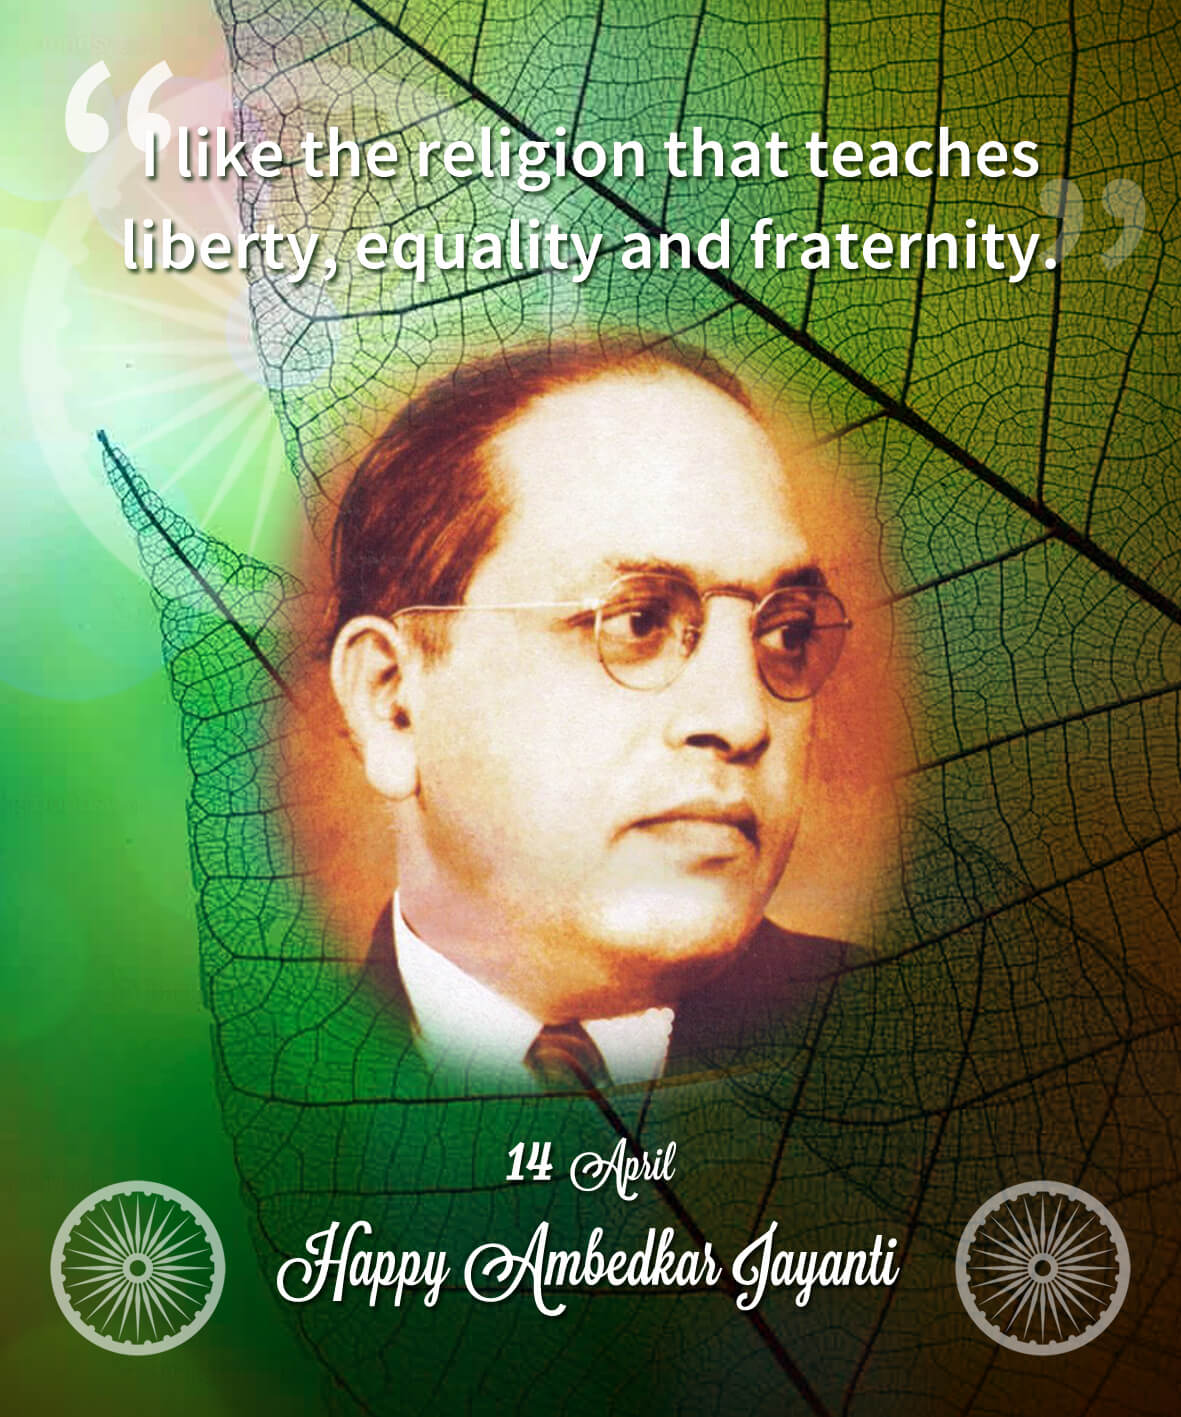 “I like the religion that teaches
liberty, equality and fraternity.”
14 April
Happy Ambedkar Jayanti